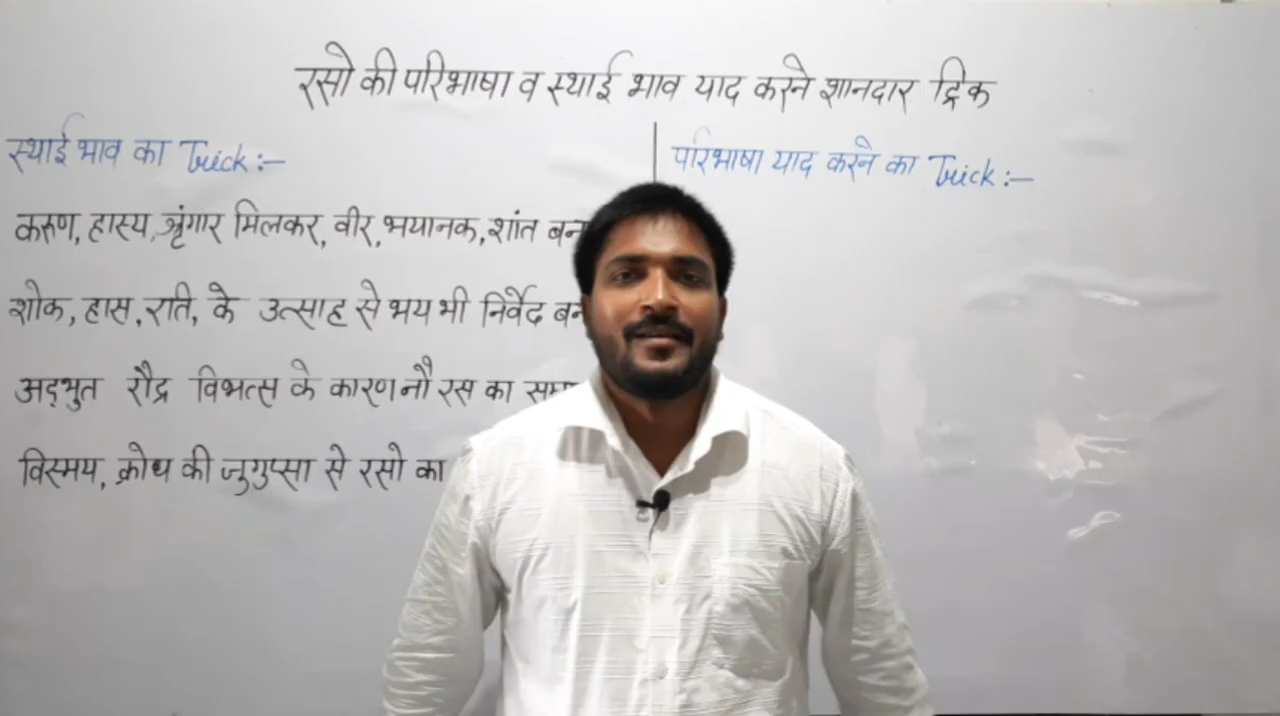 रसो की परिभाषा व स्थाई भाव याद करने शानदार ट्रिक
स्थाई भाव का Trick :-
करुण, हास्य, श्रृंगार मिलकर, वीर, भयानक, शांत
शोक, हास, रति, के उत्साह से भय भी निर्वेद
अद्भुत रौद्र विभत्स के कारण नौ रस का
विस्मय, क्रोध की जुगुप्सा से रसो का
परिभाषा याद करने का Trick :-